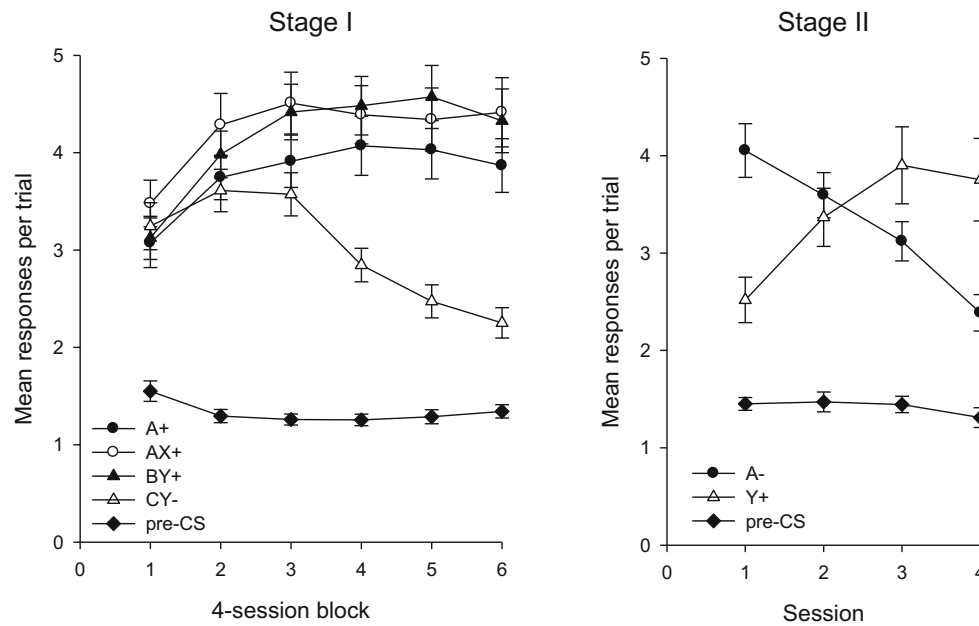 Stage I
Mean responses per trial
5
4
3
2
1
0
A+
AX+
BY+
CY-
pre-CS
0 1 2 3 4 5 6
4-session block
Stage II
Mean responses per trial
5
4
3
2
1
0
A-
Y+
pre-CS
0 1 2 3 4
Session